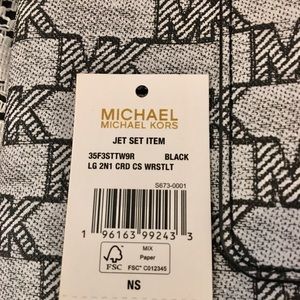 MICHAEL
MICHAEL KORS
JET SET ITEM
35F3STTW9R BLACK
LG 2N1 CRD CS WRSLT
S673-0001
1 96163 99243 3
FSC
MIX
Paper
FSC® C012345
NS